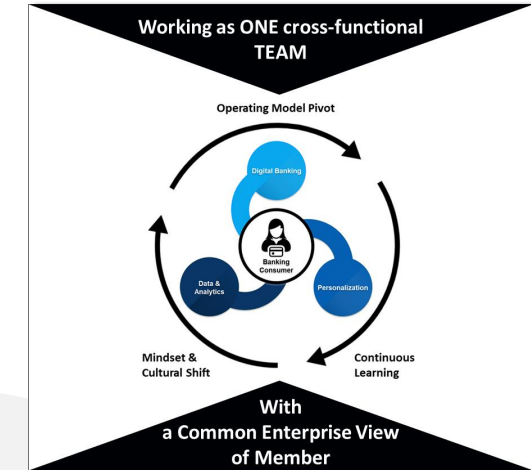 Working as ONE cross-functional
TEAM
Operating Model Pivot
Digital Banking
Banking
Consumer
Data &
Analytics
Personalization
Mindset &
Cultural Shift
Continuous
Learning
With
a Common Enterprise View
of Member